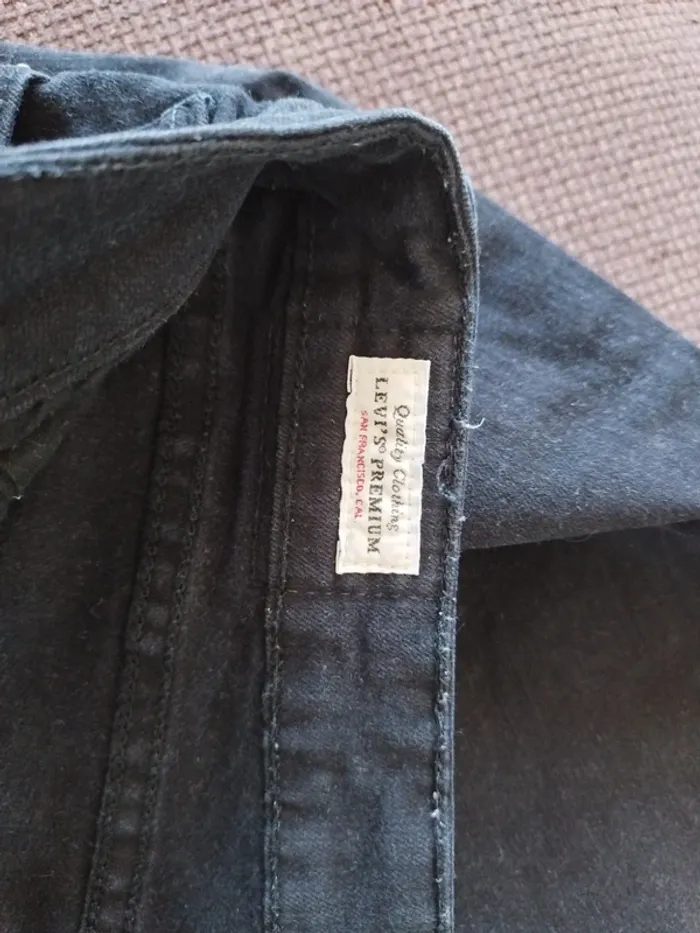 Quality Clothing
LEVI'S® PREMIUM
SAN FRANCISCO, CAL